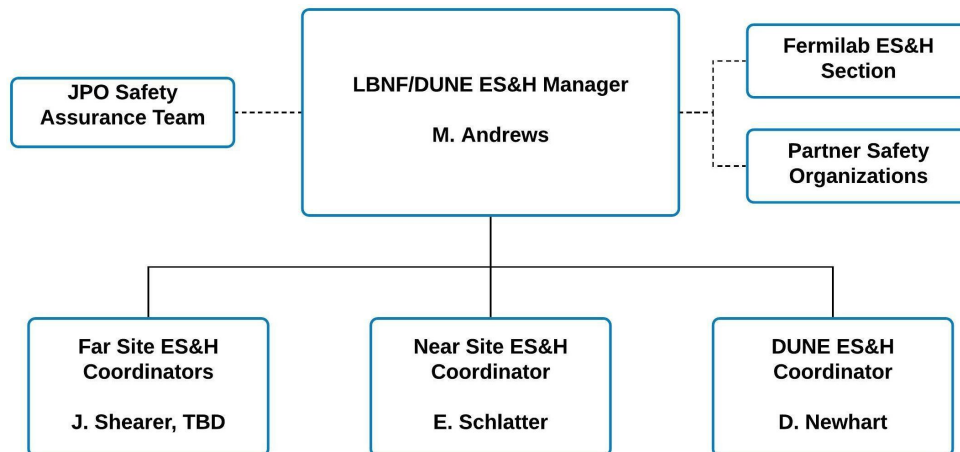 JPO Safety
Assurance Team
LBNF/DUNE ES&H Manager
M. Andrews
Fermilab ES&H
Section
Partner Safety
Organizations
Far Site ES&H
Coordinators
J. Shearer, TBD
Near Site ES&H
Coordinator
E. Schlatter
DUNE ES&H
Coordinator
D. Newhart